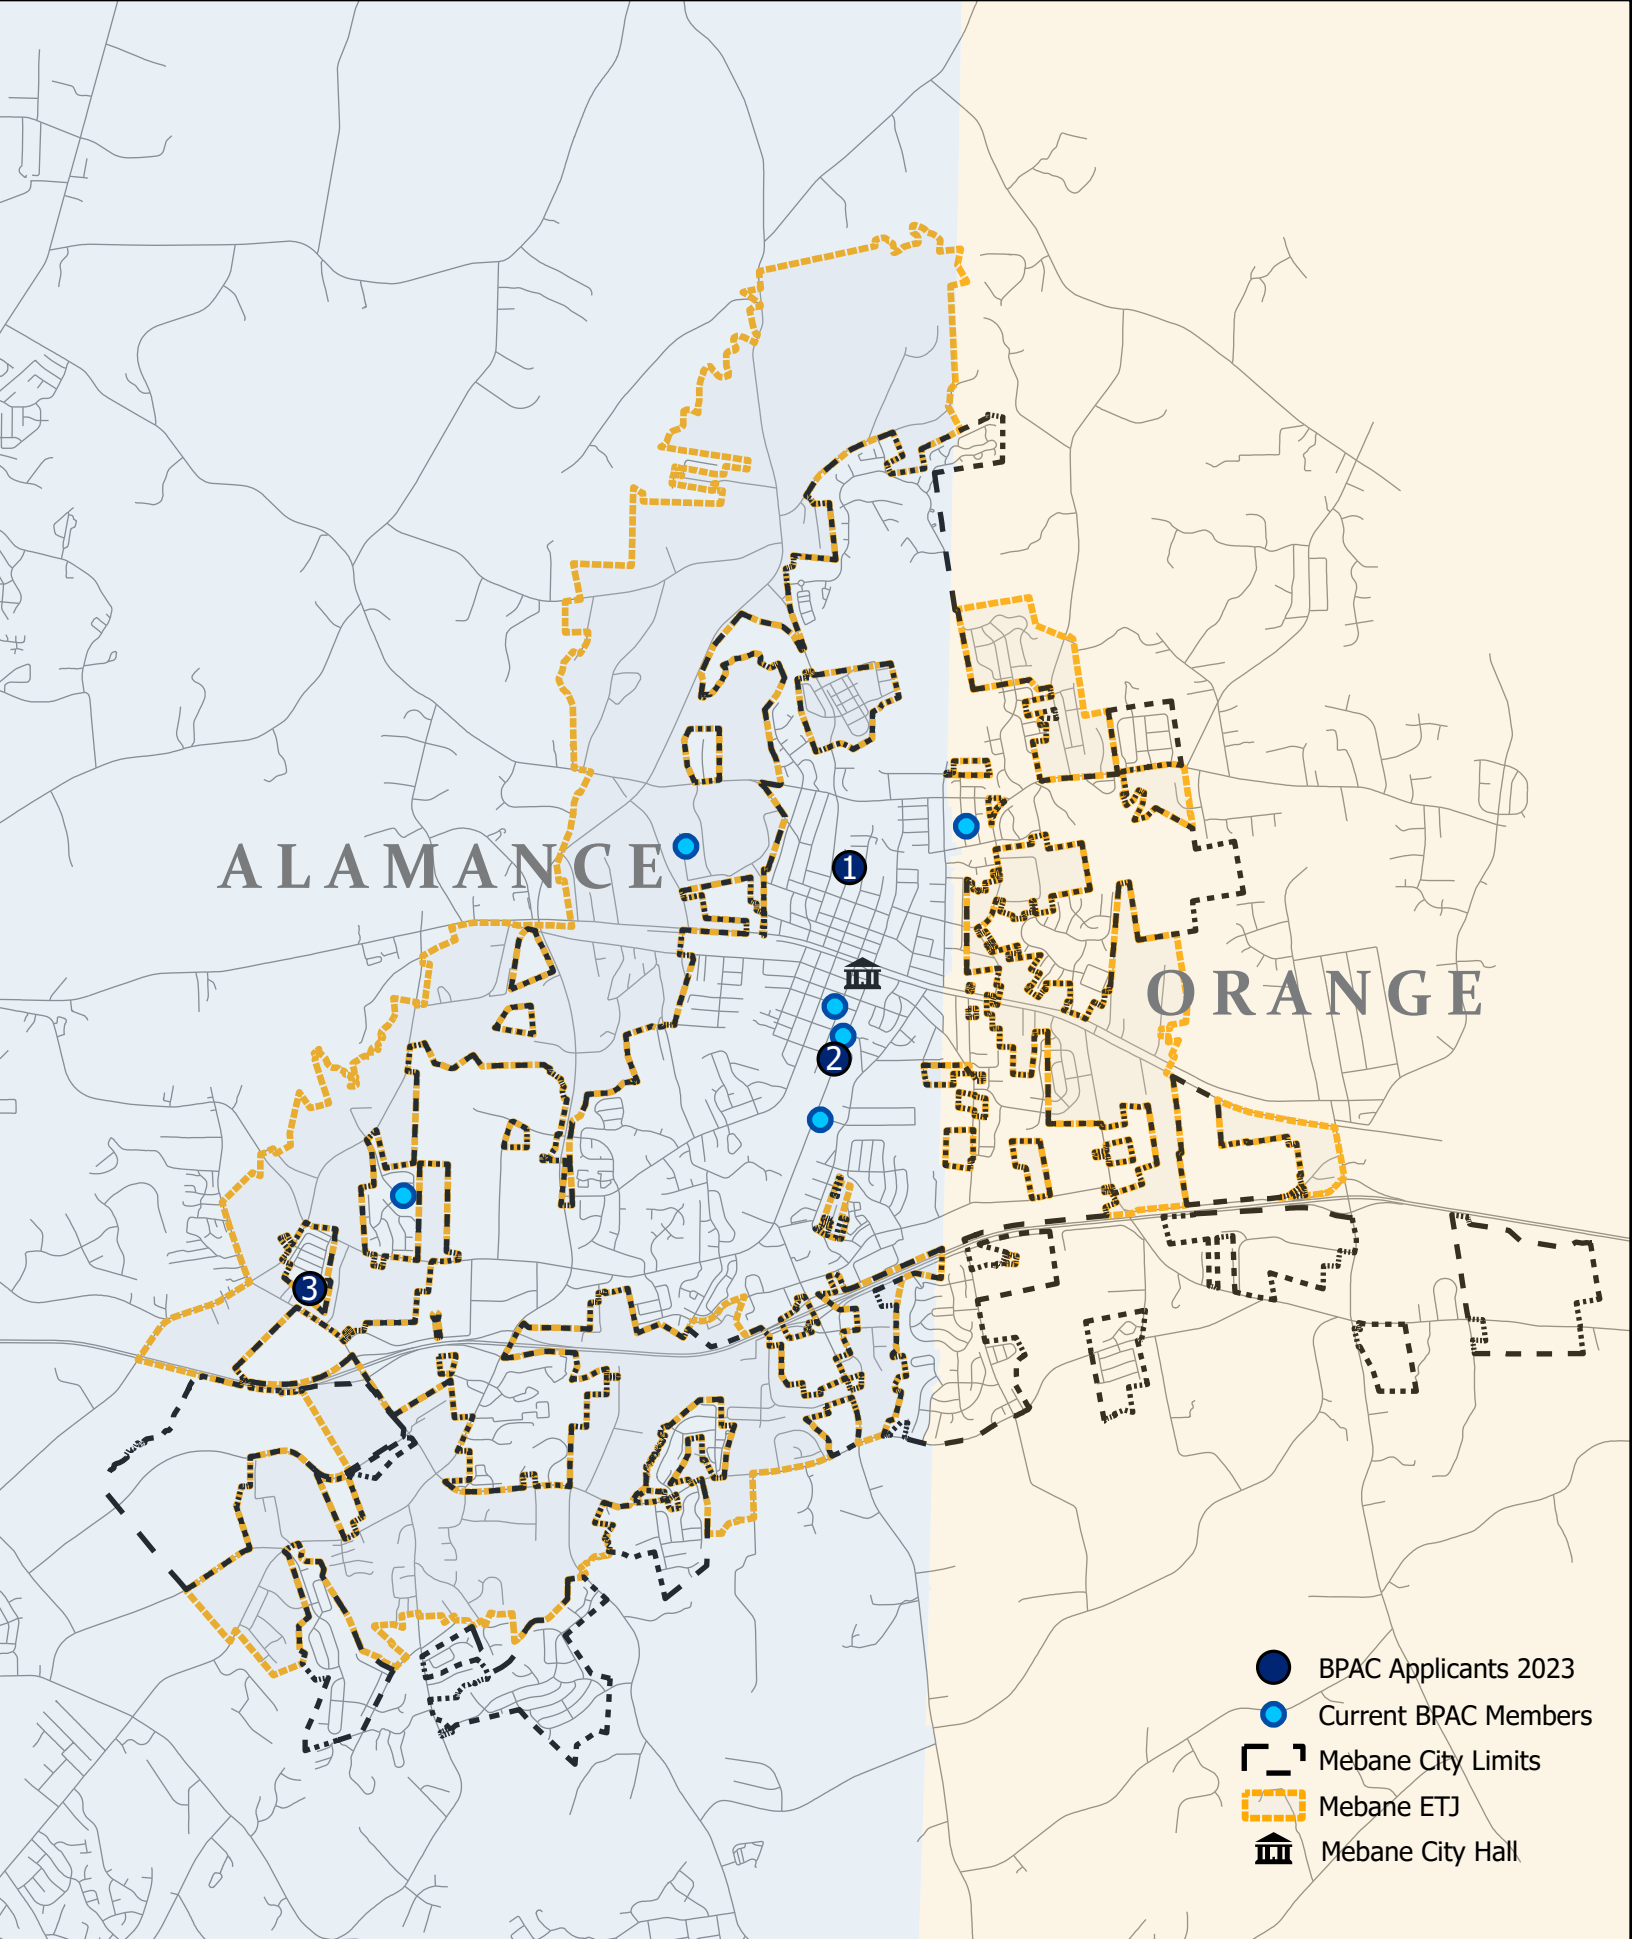 1
ALAMANCE
ORANGE
2
3
BPAC Applicants 2023
Current BPAC Members
Mebane City Limits
Mebane ETJ
Mebane City Hall